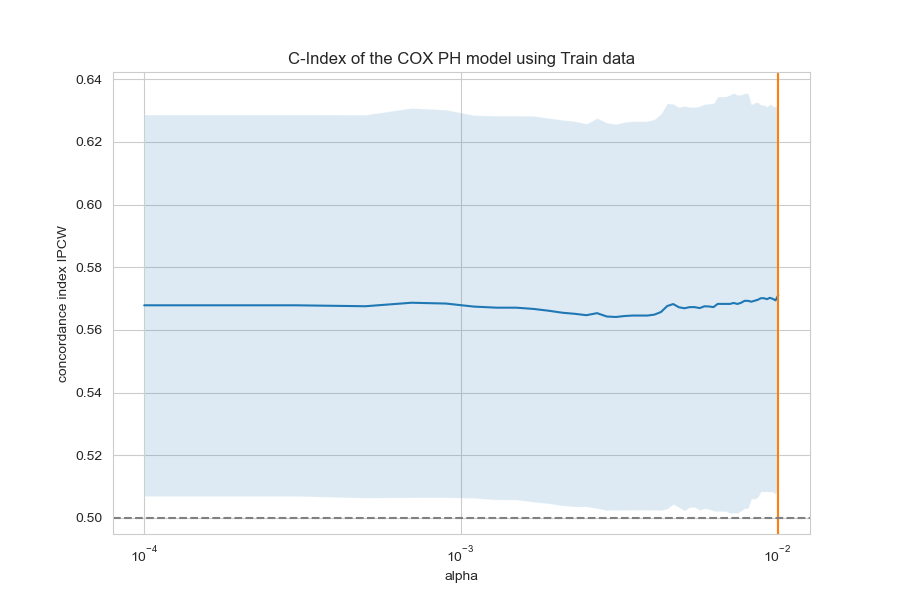 C-Index of the COX PH model using Train data
concordance index IPCW
0.64
0.62
0.60
0.58
0.56
0.54
0.52
0.50
10⁻⁴ 10⁻³ 10⁻²
alpha